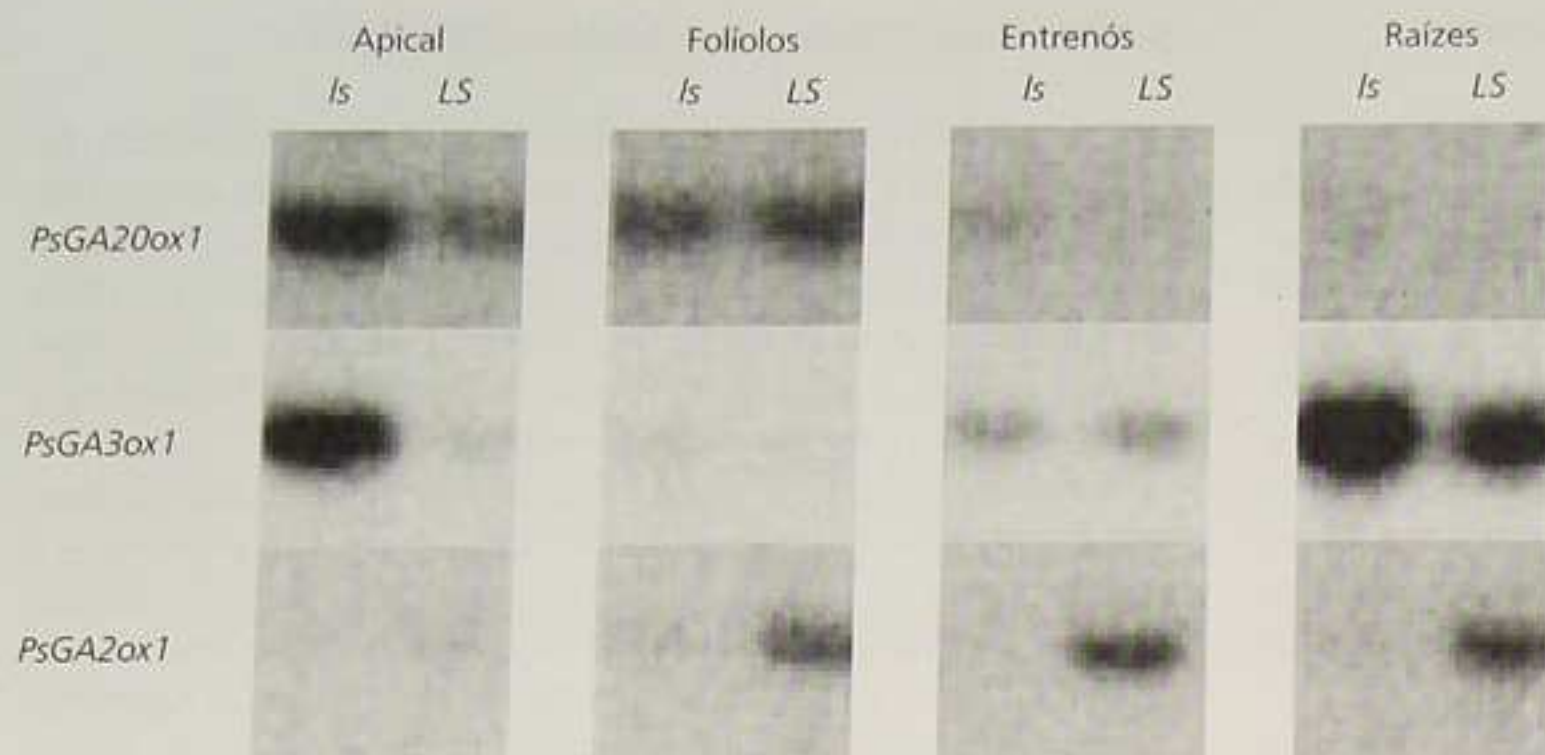 Apical Folíolos Entrenós Raízes
ls LS ls LS ls LS ls LS
PsGA20ox1
PsGA3ox1
PsGA2ox1